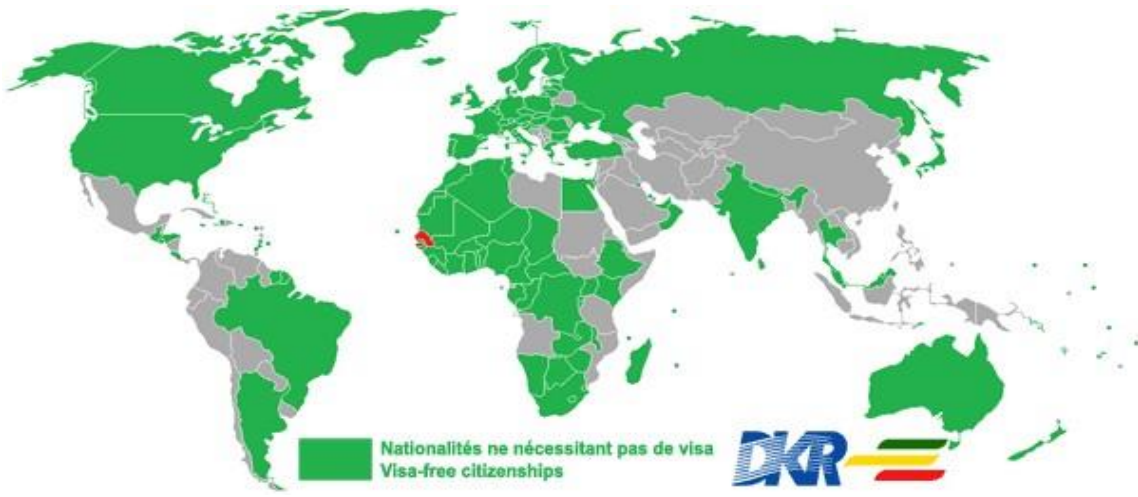 Nationalités ne nécessitant pas de visa
Visa-free citizenships
DKR